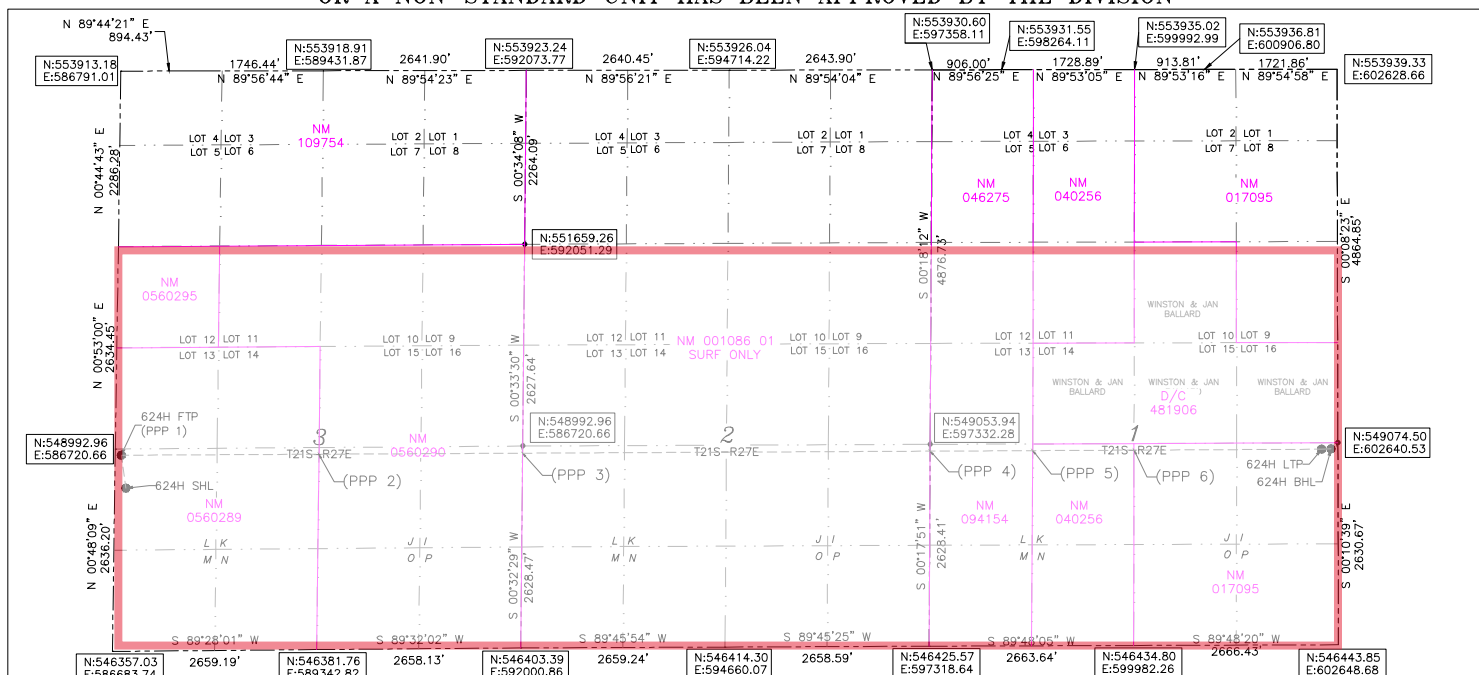 OR A NON-STANDARD UNIT HAS BEEN APPROVED BY THE DIVISION
N 89°44'21" E
894.43'
N:553913.18
E:586791.01
1746.44'
N 89°56'44" E
N:553918.91
E:589431.87
2641.90'
N 89°54'23" E
N:553923.24
E:592073.77
2640.45'
N 89°56'21" E
N:553926.04
E:594714.22
2643.90'
N 89°54'04" E
N:553930.60
E:597358.11
906.00'
N 89°56'25" E
N:553931.55
E:598264.11
1728.89'
N 89°53'05" E
N:553935.02
E:599992.99
913.81'
N 89°53'16" E
N:553936.81
E:600906.80
1721.86'
N 89°54'58" E
N:553939.33
E:602628.66
N 00°44'43" E
2286.28'
LOT 4 LOT 3
LOT 5 LOT 6
NM
109754
LOT 2 LOT 1
LOT 7 LOT 8
S 00°34'08" W
2264.09'
LOT 4 LOT 3
LOT 5 LOT 6
LOT 2 LOT 1
LOT 7 LOT 8
LOT 4 LOT 3
LOT 5 LOT 6
LOT 2 LOT 1
LOT 7 LOT 8
NM
046275
NM
040256
NM
017095
N:551659.26
E:592051.29
S 00°18'12" W
4876.73'
S 00°08'23" E
4864.85'
NM
0560295
N 00°53'00" E
2634.45'
LOT 12 LOT 11
LOT 13 LOT 14
LOT 10 LOT 9
LOT 15 LOT 16
S 00°33'30" W
2627.64'
LOT 12 LOT 11
LOT 13 LOT 14
NM 001086 01
SURF ONLY
LOT 10 LOT 9
LOT 15 LOT 16
LOT 12 LOT 11
LOT 13 LOT 14
WINSTON & JAN
BALLARD
LOT 10 LOT 9
LOT 15 LOT 16
WINSTON & JAN
BALLARD
WINSTON & JAN
BALLARD
WINSTON & JAN
BALLARD
D/C
481906
624H FTP
(PPP 1)
N:548992.96
E:586720.66
3
T21S-R27E
NM
0560290
(PPP 2)
N:548992.96
E:586720.66
(PPP 3)
2
T21S-R27E
N:549053.94
E:597332.28
(PPP 4)
(PPP 5)
1
T21S-R27E
(PPP 6)
N:549074.50
E:602640.53
624H LTP
624H BHL
624H SHL
NM
0560289
NM
094154
NM
040256
N 00°48'09" E
2636.20'
L K
M N
J I
O P
S 00°32'29" W
2628.47'
L K
M N
J I
O P
S 00°17'51" W
2628.41'
L K
M N
J I
O P
NM
017095
S 00°10'39" E
2630.67'
S 89°28'01" W
S 89°32'02" W
S 89°45'54" W
S 89°45'25" W
S 89°48'05" W
S 89°48'20" W
N:546357.03
E:586683.74
2659.19'
N:546381.76
E:589342.82
2658.13'
N:546403.39
E:592000.86
2659.24'
N:546414.30
E:594660.07
2658.59'
N:546425.57
E:597318.64
2663.64'
N:546434.80
E:599982.26
2666.43'
N:546443.85
E:602648.68